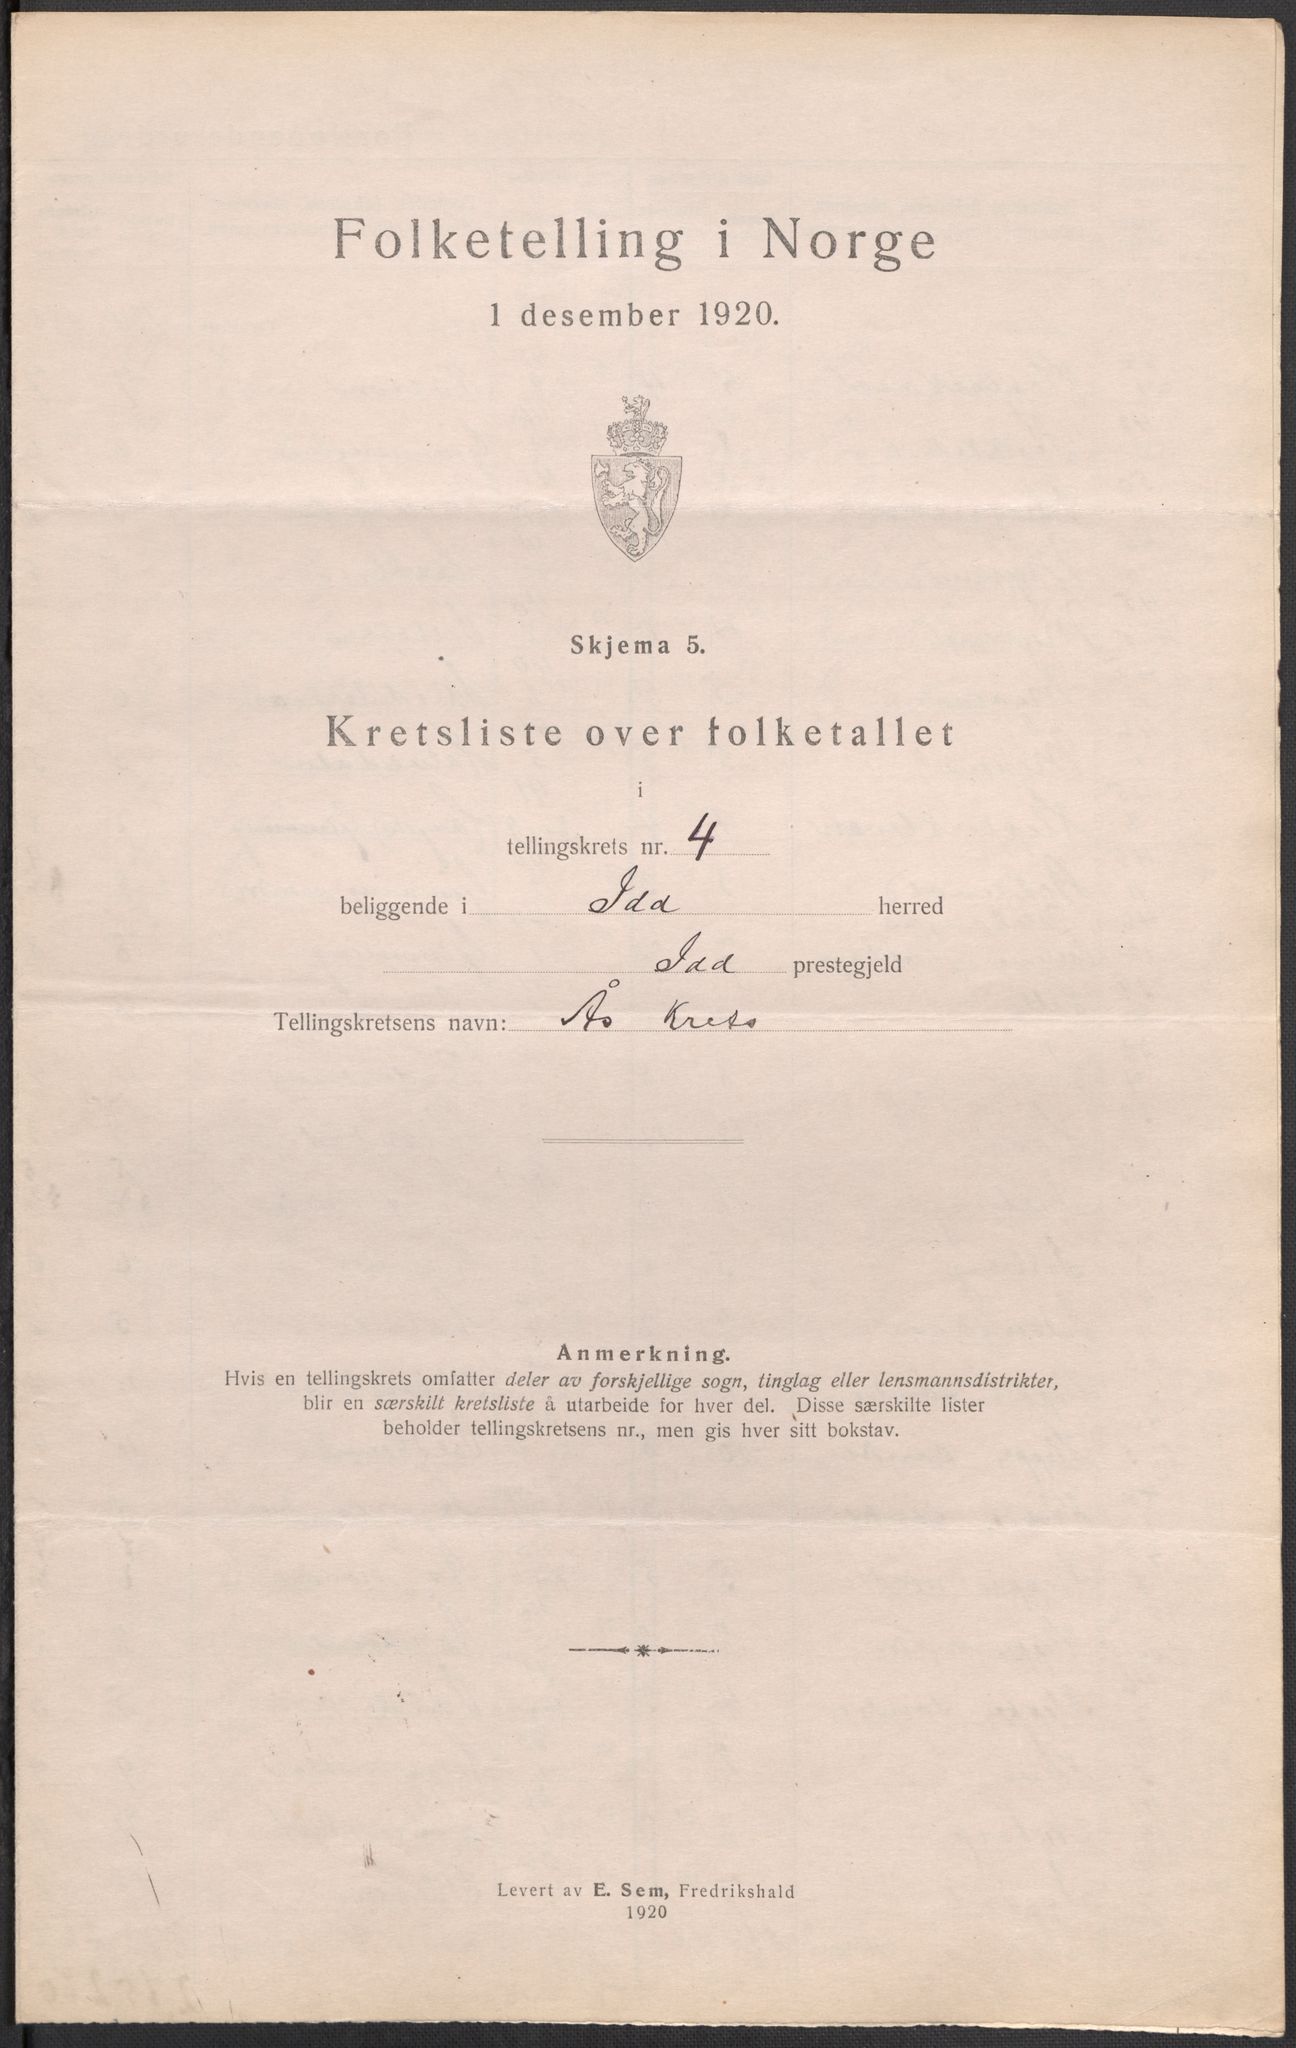 Folketelling i Norge
1 desember 1920.
Skjema 5.
Kretsliste over folketallet
i
tellingskrets nr. 4
beliggende i Idd herred
Idd prestegjeld
Tellingskretsens navn: Ås Krets
Anmerkning.
Hvis en tellingskrets omfatter deler av forskjellige sogn, tinglag eller lensmannsdistrikter,
blir en særskilt kretsliste å utarbeide for hver del. Disse særskilte lister
beholder tellingskretsens nr., men gis hver sitt bokstav.
Levert av E. Sem, Fredrikshald
1920